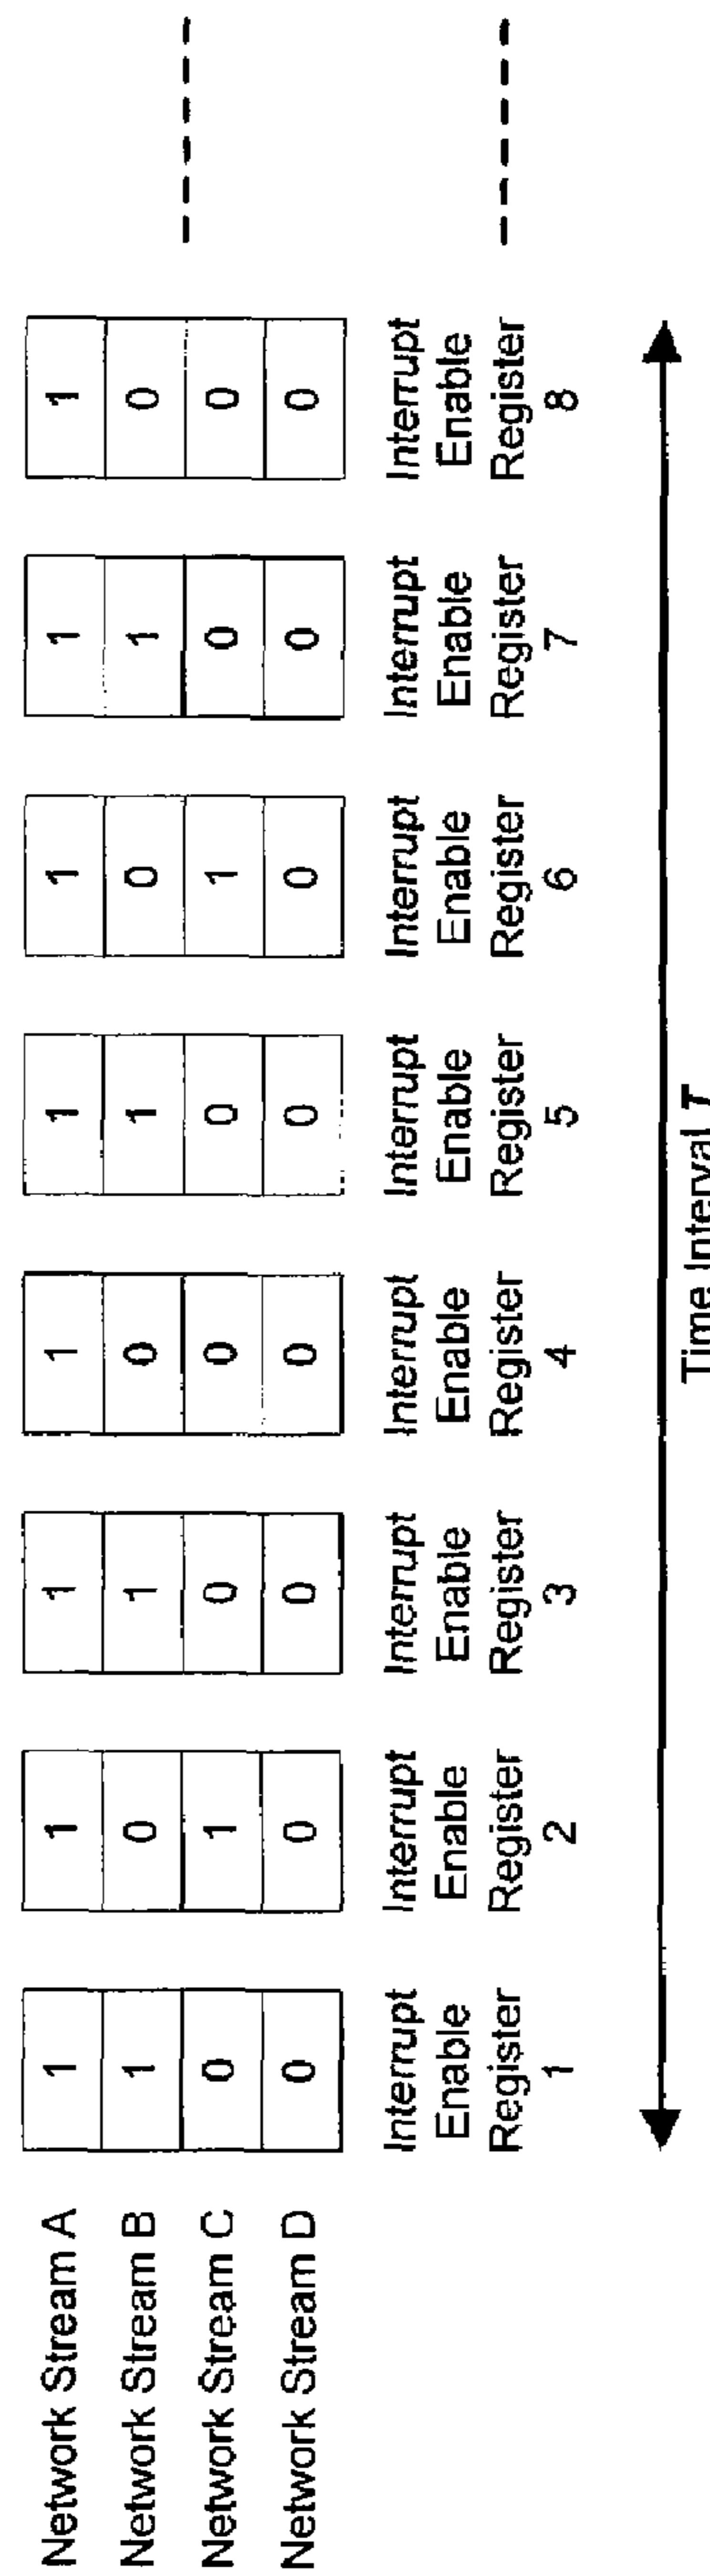 Network Stream A 1 1 1 1 1 1 1 1
Network Stream B 1 0 1 0 1 0 1 0
Network Stream C 0 1 0 0 0 1 0 0
Network Stream D 0 0 0 0 0 0 0 0
Interrupt Interrupt Interrupt Interrupt Interrupt Interrupt Interrupt Interrupt
Enable Enable Enable Enable Enable Enable Enable Enable
Register Register Register Register Register Register Register Register
1 2 3 4 5 6 7 8
Time Interval T